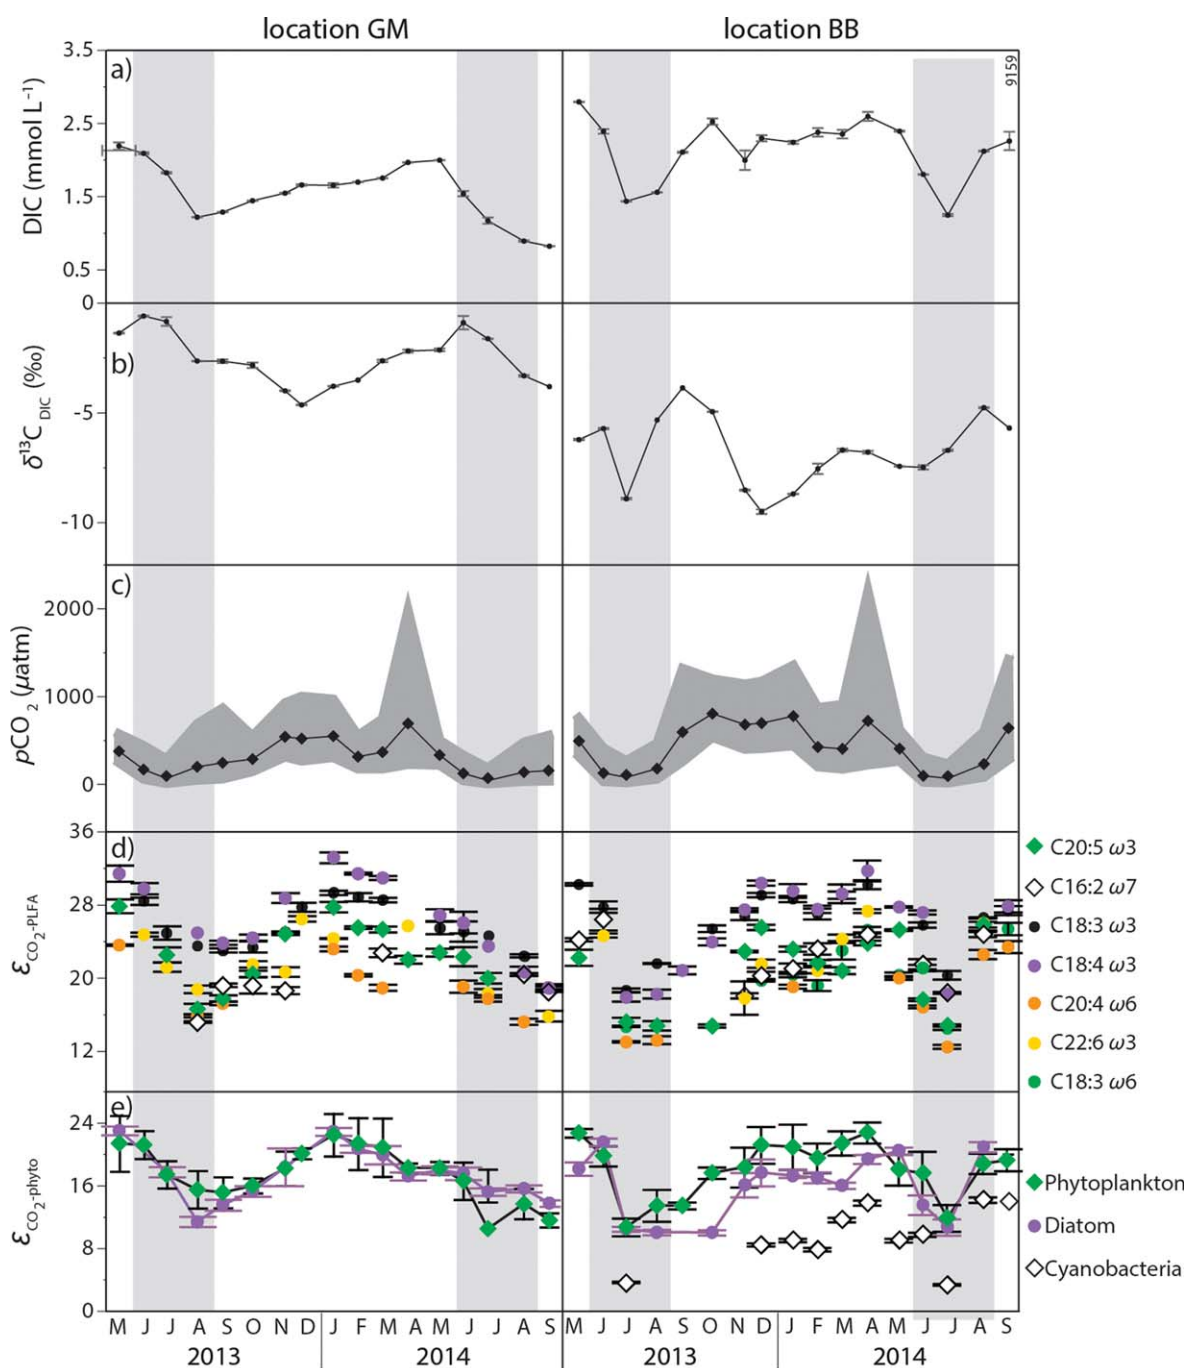 location GM
location BB
a)
DIC (mmol L⁻¹)
3.5
2.5
1.5
0.5
0
9159
b)
δ¹³C DIC (‰)
-5
-10
c)
pCO₂ (μatm)
2000
1000
0
d)
εCO₂-PLFA
36
28
20
12
C20:5 ω3
C16:2 ω7
C18:3 ω3
C18:4 ω3
C20:4 ω6
C22:6 ω3
C18:3 ω6
e)
εCO₂-phyto
24
16
8
0
Phytoplankton
Diatom
Cyanobacteria
M J J A S O N D J F M A M J J A S
M J J A S O N D J F M A M J J A S
2013 2014
2013 2014